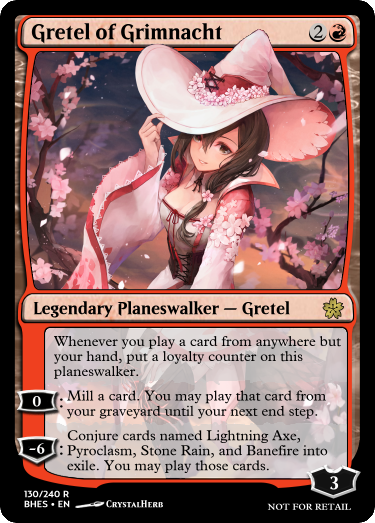 Gretel of Grimnacht 2
Legendary Planeswalker — Gretel
Whenever you play a card from anywhere but
your hand, put a loyalty counter on this
planeswalker.
0: Mill a card. You may play that card from
your graveyard until your next end step.
-6: Conjure cards named Lightning Axe,
Pyroclasm, Stone Rain, and Banefire into
exile. You may play those cards.
3
130/240 R
BHES • EN CrystalHerb
NOT FOR RETAIL